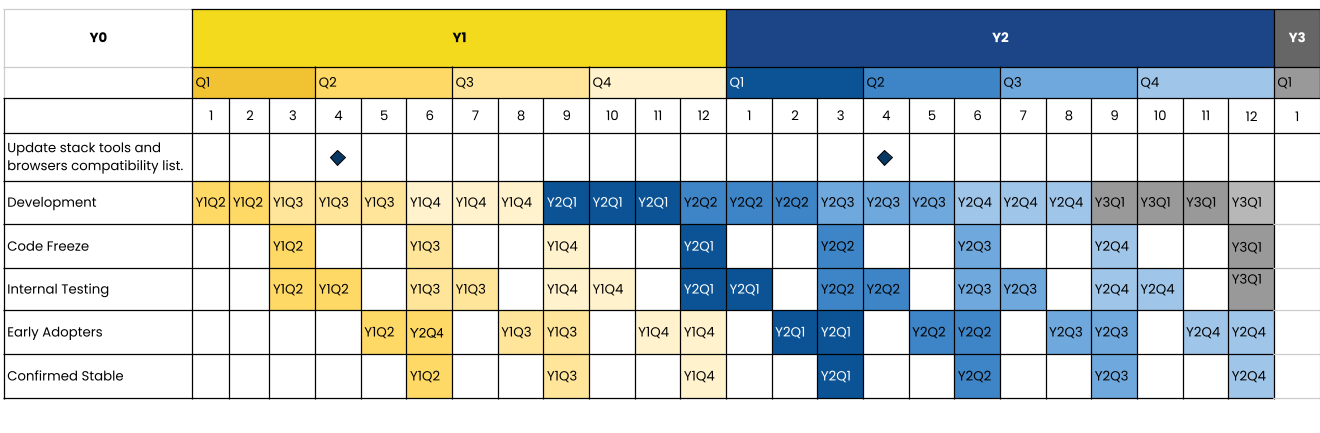 Y0 Y1 Y2 Y3
Q1 Q2 Q3 Q4 Q1 Q2 Q3 Q4 Q1
1 2 3 4 5 6 7 8 9 10 11 12 1 2 3 4 5 6 7 8 9 10 11 12 1
Update stack tools and
browsers compatibility list.
Development Y1Q2 Y1Q2 Y1Q3 Y1Q3 Y1Q3 Y1Q4 Y1Q4 Y1Q4 Y2Q1 Y2Q1 Y2Q1 Y2Q2 Y2Q2 Y2Q2 Y2Q3 Y2Q3 Y2Q3 Y2Q4 Y2Q4 Y2Q4 Y3Q1 Y3Q1 Y3Q1 Y3Q1
Code Freeze Y1Q2 Y1Q3 Y1Q4 Y2Q1 Y2Q2 Y2Q3 Y2Q4 Y3Q1
Internal Testing Y1Q2 Y1Q2 Y1Q3 Y1Q3 Y1Q4 Y1Q4 Y2Q1 Y2Q1 Y2Q2 Y2Q2 Y2Q3 Y2Q3 Y2Q4 Y2Q4 Y3Q1
Early Adopters Y1Q2 Y2Q4 Y1Q3 Y1Q3 Y1Q4 Y1Q4 Y2Q1 Y2Q1 Y2Q2 Y2Q2 Y2Q3 Y2Q3 Y2Q4 Y2Q4
Confirmed Stable Y1Q2 Y1Q3 Y1Q4 Y2Q1 Y2Q2 Y2Q3 Y2Q4